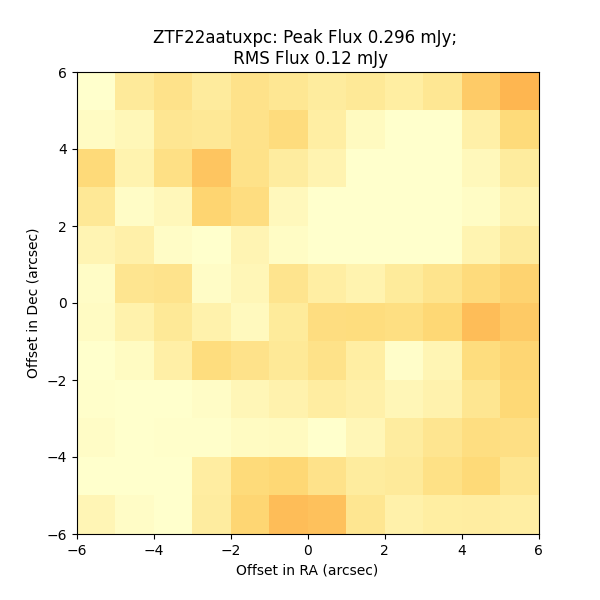 ZTF22aatuxpc: Peak Flux 0.296 mJy;
RMS Flux 0.12 mJy
6
4
2
0
−2
−4
−6
Offset in Dec (arcsec)
−6 −4 −2 0 2 4 6
Offset in RA (arcsec)